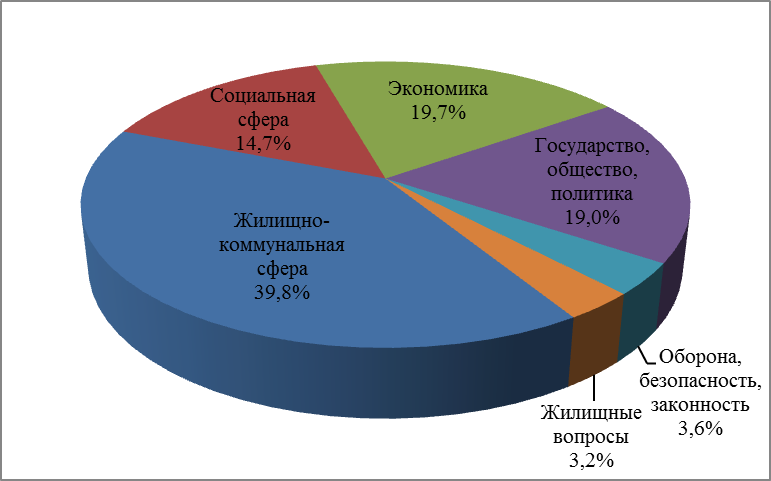 Социальная
сфера
14,7%
Экономика
19,7%
Государство,
общество,
политика
19,0%
Жилищно-
коммунальная
сфера
39,8%
Оборона,
безопасность,
законность
3,6%
Жилищные
вопросы
3,2%